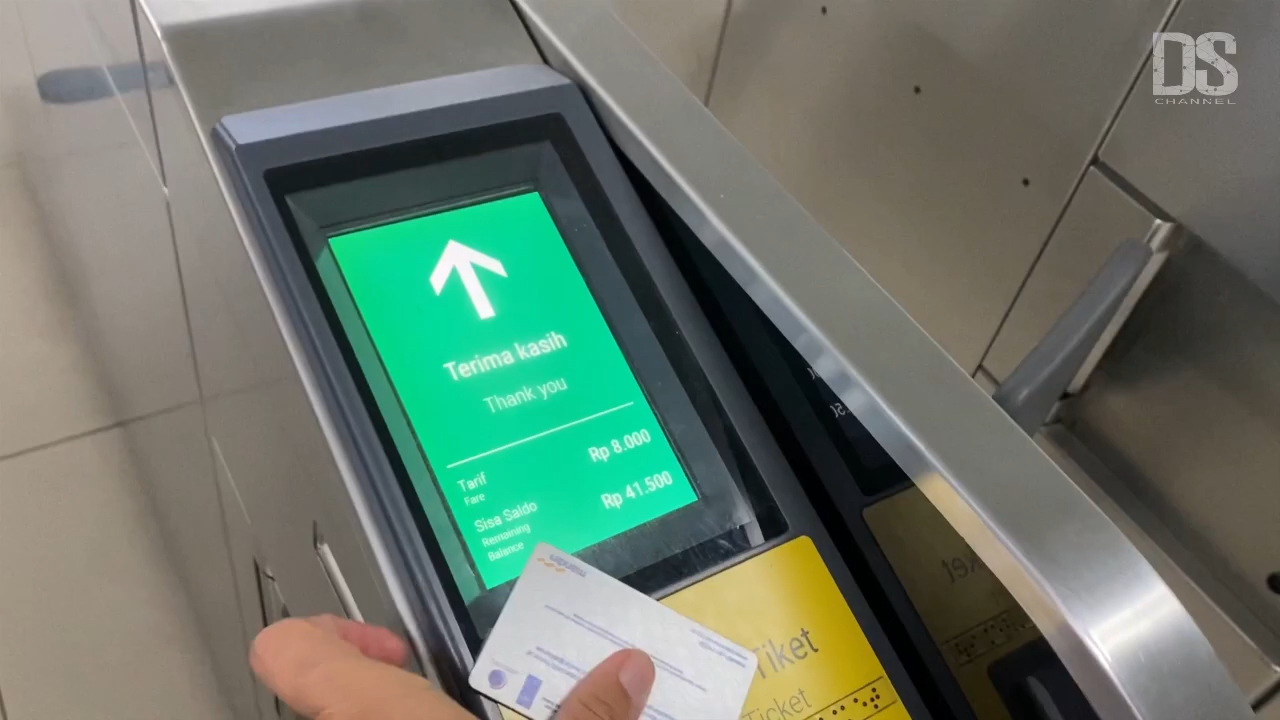 DS
CHANNEL
Terima kasih
Thank you
Tarif
Fare
Rp 8.000
Sisa Saldo
Remaining
Balance
Rp 41.500
mandiri
Tiket
Ticket